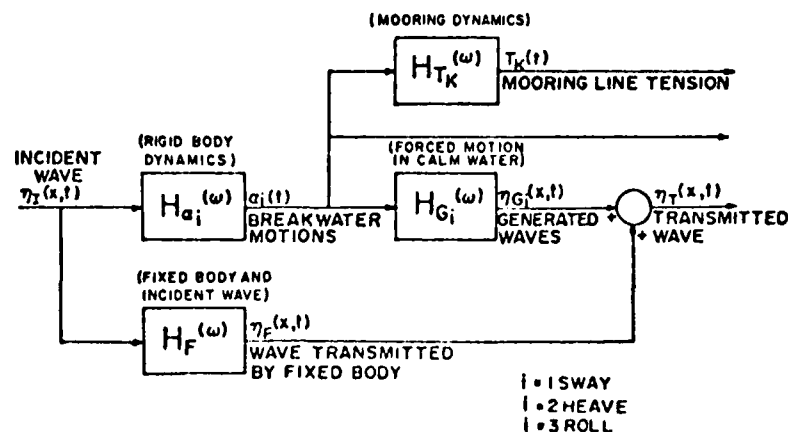 (MOORING DYNAMICS)
H_{T_K}(ω)
T_K(t)
MOORING LINE TENSION
INCIDENT
WAVE
η_I(x,t)
(RIGID BODY
DYNAMICS)
H_{α_i}(ω)
α_i(t)
BREAKWATER
MOTIONS
(FORCED MOTION
IN CALM WATER)
H_{G_i}(ω)
η_{G_i}(x,t)
GENERATED
WAVES
+
+
η_T(x,t)
TRANSMITTED
WAVE
(FIXED BODY AND
INCIDENT WAVE)
H_F(ω)
η_F(x,t)
WAVE TRANSMITTED
BY FIXED BODY
i = 1 SWAY
i = 2 HEAVE
i = 3 ROLL